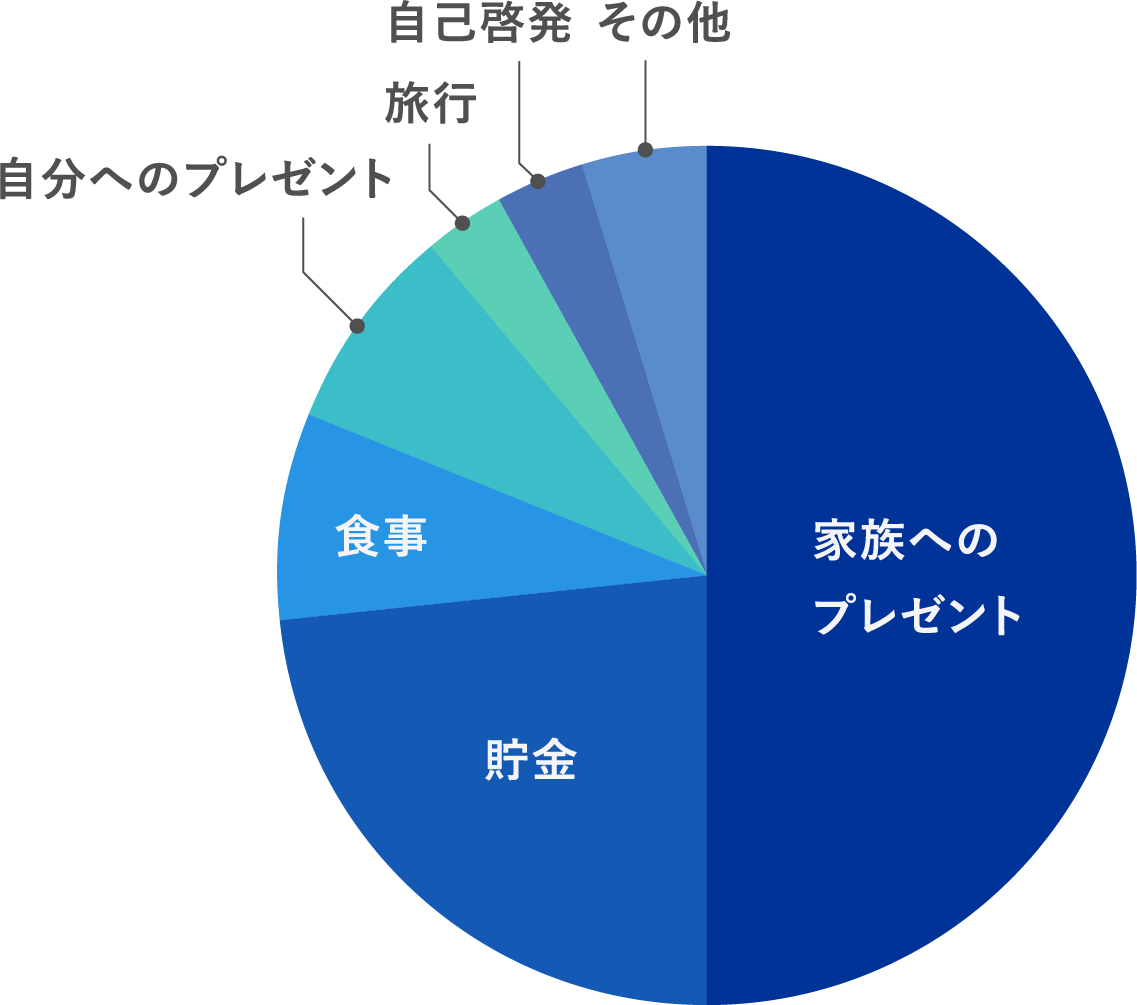 自己啓発
その他
旅行
自分へのプレゼント
食事
家族への
プレゼント
貯金